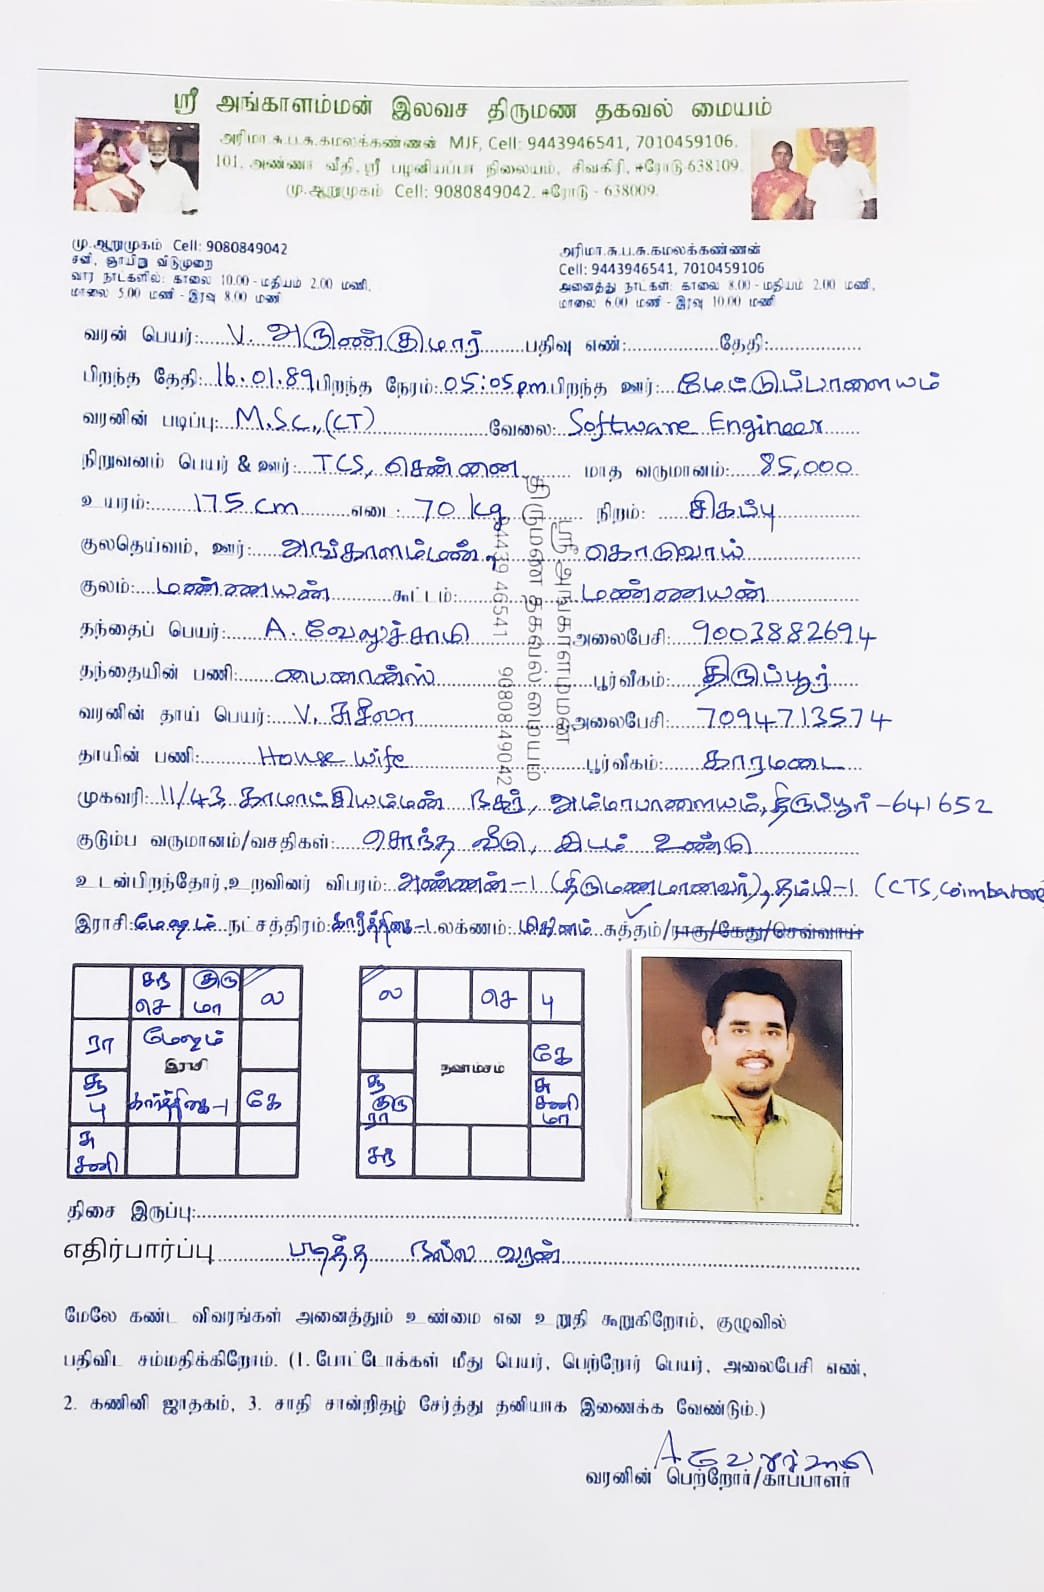 ஸ்ரீ அங்காளம்மன் இலவச திருமண தகவல் மையம்
அரிமா.சு.ப.சு.கமலக்கண்ணன் MJF, Cell: 9443946541, 7010459106.
101, அண்ணா வீதி, ஸ்ரீ பழனியப்பா நிலையம், சிவகிரி, ஈரோடு-638109.
மு.ஆறுமுகம் Cell: 9080849042. ஈரோடு - 638009.
மு.ஆறுமுகம் Cell: 9080849042
சனி, ஞாயிறு விடுமுறை
வார நாட்களில்: காலை 10.00 - மதியம் 2.00 மணி.
மாலை 5.00 மணி - இரவு 8.00 மணி
அரிமா.சு.ப.சு.கமலக்கண்ணன்
Cell: 9443946541, 7010459106
அனைத்து நாட்கள்: காலை 8.00 - மதியம் 2.00 மணி,
மாலை 6.00 மணி - இரவு 10.00 மணி
வரன் பெயர்: V. அருண்குமார் பதிவு எண்: தேதி:
பிறந்த தேதி: 16.01.89 பிறந்த நேரம்: 05:05 pm பிறந்த ஊர்: மேட்டுப்பாளையம்
வரனின் படிப்பு: M.SC., (CT) வேலை: Software Engineer
நிறுவனம் பெயர் & ஊர்: TCS, சென்னை மாத வருமானம்: 85,000
உயரம்: 175 cm எடை: 70 kg நிறம்: சிகப்பு
குலதெய்வம், ஊர்: அங்காளம்மன், கொடுவாய்
குலம்: மண்ணையன் கூட்டம்: மண்ணையன்
தந்தைப் பெயர்: A. வேலுச்சாமி அலைபேசி: 9003882694
தந்தையின் பணி: பைனான்ஸ் பூர்வீகம்: திருப்பூர்
வரனின் தாய் பெயர்: V. சுசீலா அலைபேசி: 7094713574
தாயின் பணி: House wife பூர்வீகம்: காரமடை
முகவரி: 11/43, காமாட்சியம்மன் நகர், அம்மாபாளையம், திருப்பூர் - 641652
குடும்ப வருமானம்/வசதிகள்: சொந்த வீடு, இடம் உண்டு
உடன்பிறந்தோர்,உறவினர் விபரம்: அண்ணன்-1 (திருமணமானவர்), தம்பி-1 (CTS, Coimbatore
இராசி: மேஷம் நட்சத்திரம்: கார்த்திகை-1 லக்கணம்: மிதுனம் சுத்தம்/ராகு/கேது/செவ்வாய்
ஸ்ரீ அங்காளம்மன்
திருமண தகவல் மையம்
94439 46541 90808 49042
சந் செ
குரு மா
ல
ரா
மேஷம்
இராசி
கார்த்திகை-1
சூ பு
கே
சு சனி
ல
செ
பு
நவாம்சம்
கே
சூ குரு ரா
சு சனி மா
சந்
திசை இருப்பு:
எதிர்பார்ப்பு படித்த நல்ல வரன்
மேலே கண்ட விவரங்கள் அனைத்தும் உண்மை என உறுதி கூறுகிறோம், குழுவில்
பதிவிட சம்மதிக்கிறோம். (1. போட்டோக்கள் மீது பெயர், பெற்றோர் பெயர், அலைபேசி எண்,
2. கணினி ஜாதகம், 3. சாதி சான்றிதழ் சேர்த்து தனியாக இணைக்க வேண்டும்.)
A வேலுச்சாமி
வரனின் பெற்றோர்/காப்பாளர்